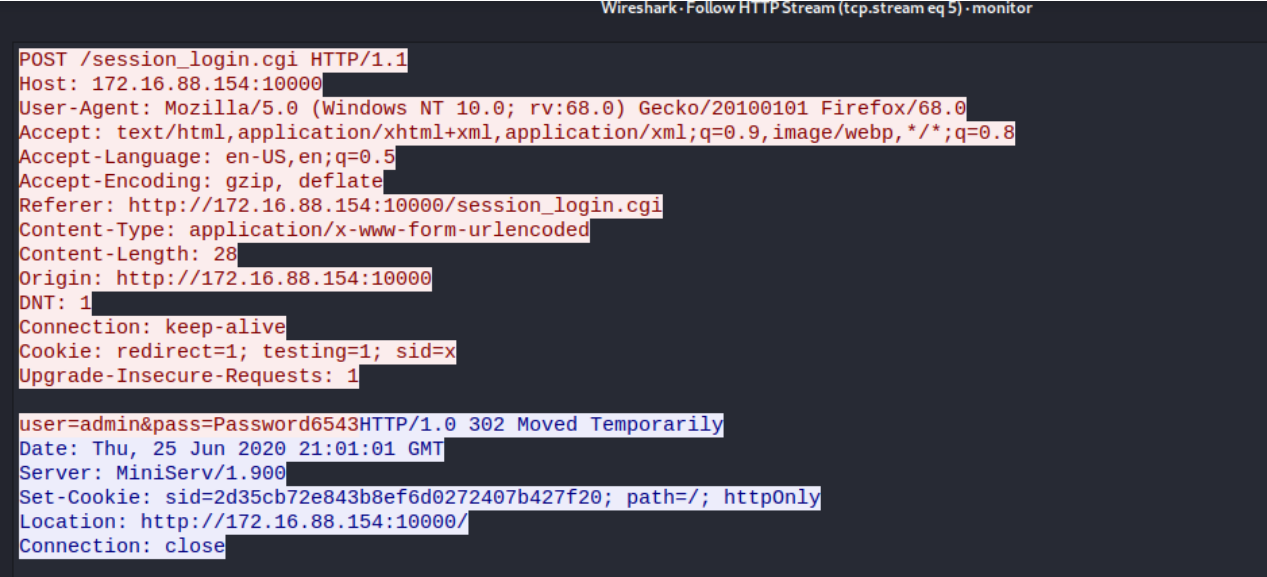 Wireshark · Follow HTTP Stream (tcp.stream eq 5) · monitor
POST /session_login.cgi HTTP/1.1
Host: 172.16.88.154:10000
User-Agent: Mozilla/5.0 (Windows NT 10.0; rv:68.0) Gecko/20100101 Firefox/68.0
Accept: text/html,application/xhtml+xml,application/xml;q=0.9,image/webp,*/*;q=0.8
Accept-Language: en-US,en;q=0.5
Accept-Encoding: gzip, deflate
Referer: http://172.16.88.154:10000/session_login.cgi
Content-Type: application/x-www-form-urlencoded
Content-Length: 28
Origin: http://172.16.88.154:10000
DNT: 1
Connection: keep-alive
Cookie: redirect=1; testing=1; sid=x
Upgrade-Insecure-Requests: 1
user=admin&pass=Password6543HTTP/1.0 302 Moved Temporarily
Date: Thu, 25 Jun 2020 21:01:01 GMT
Server: MiniServ/1.900
Set-Cookie: sid=2d35cb72e843b8ef6d0272407b427f20; path=/; httpOnly
Location: http://172.16.88.154:10000/
Connection: close